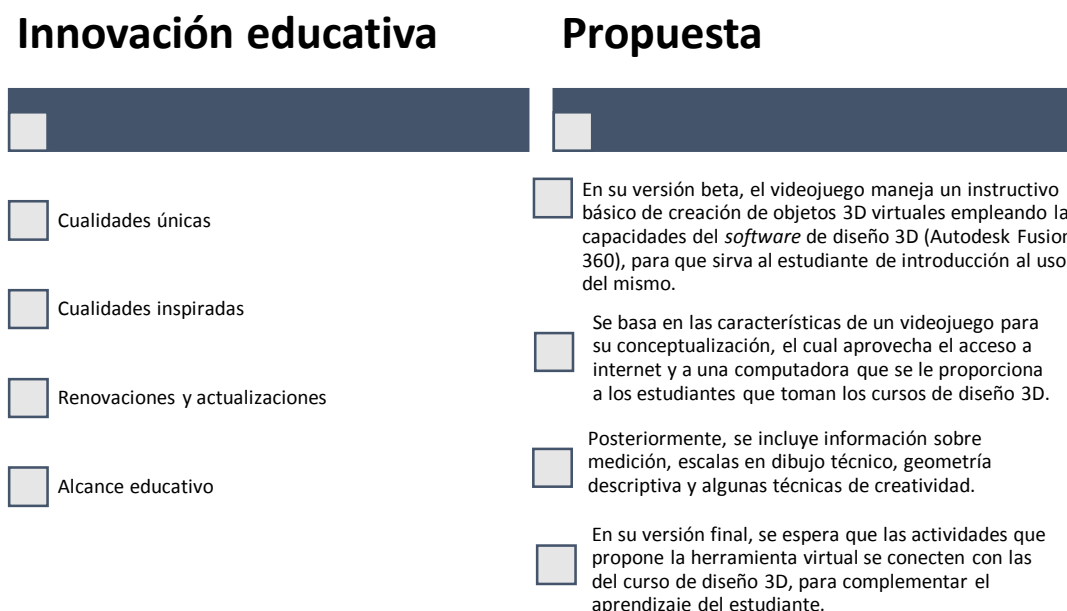 Innovación educativa
Propuesta
Cualidades únicas
Cualidades inspiradas
Renovaciones y actualizaciones
Alcance educativo
En su versión beta, el videojuego maneja un instructivo
básico de creación de objetos 3D virtuales empleando la
capacidades del software de diseño 3D (Autodesk Fusion
360), para que sirva al estudiante de introducción al uso
del mismo.
Se basa en las características de un videojuego para
su conceptualización, el cual aprovecha el acceso a
internet y a una computadora que se le proporciona
a los estudiantes que toman los cursos de diseño 3D.
Posteriormente, se incluye información sobre
medición, escalas en dibujo técnico, geometría
descriptiva y algunas técnicas de creatividad.
En su versión final, se espera que las actividades que
propone la herramienta virtual se conecten con las
del curso de diseño 3D, para complementar el
aprendizaje del estudiante.